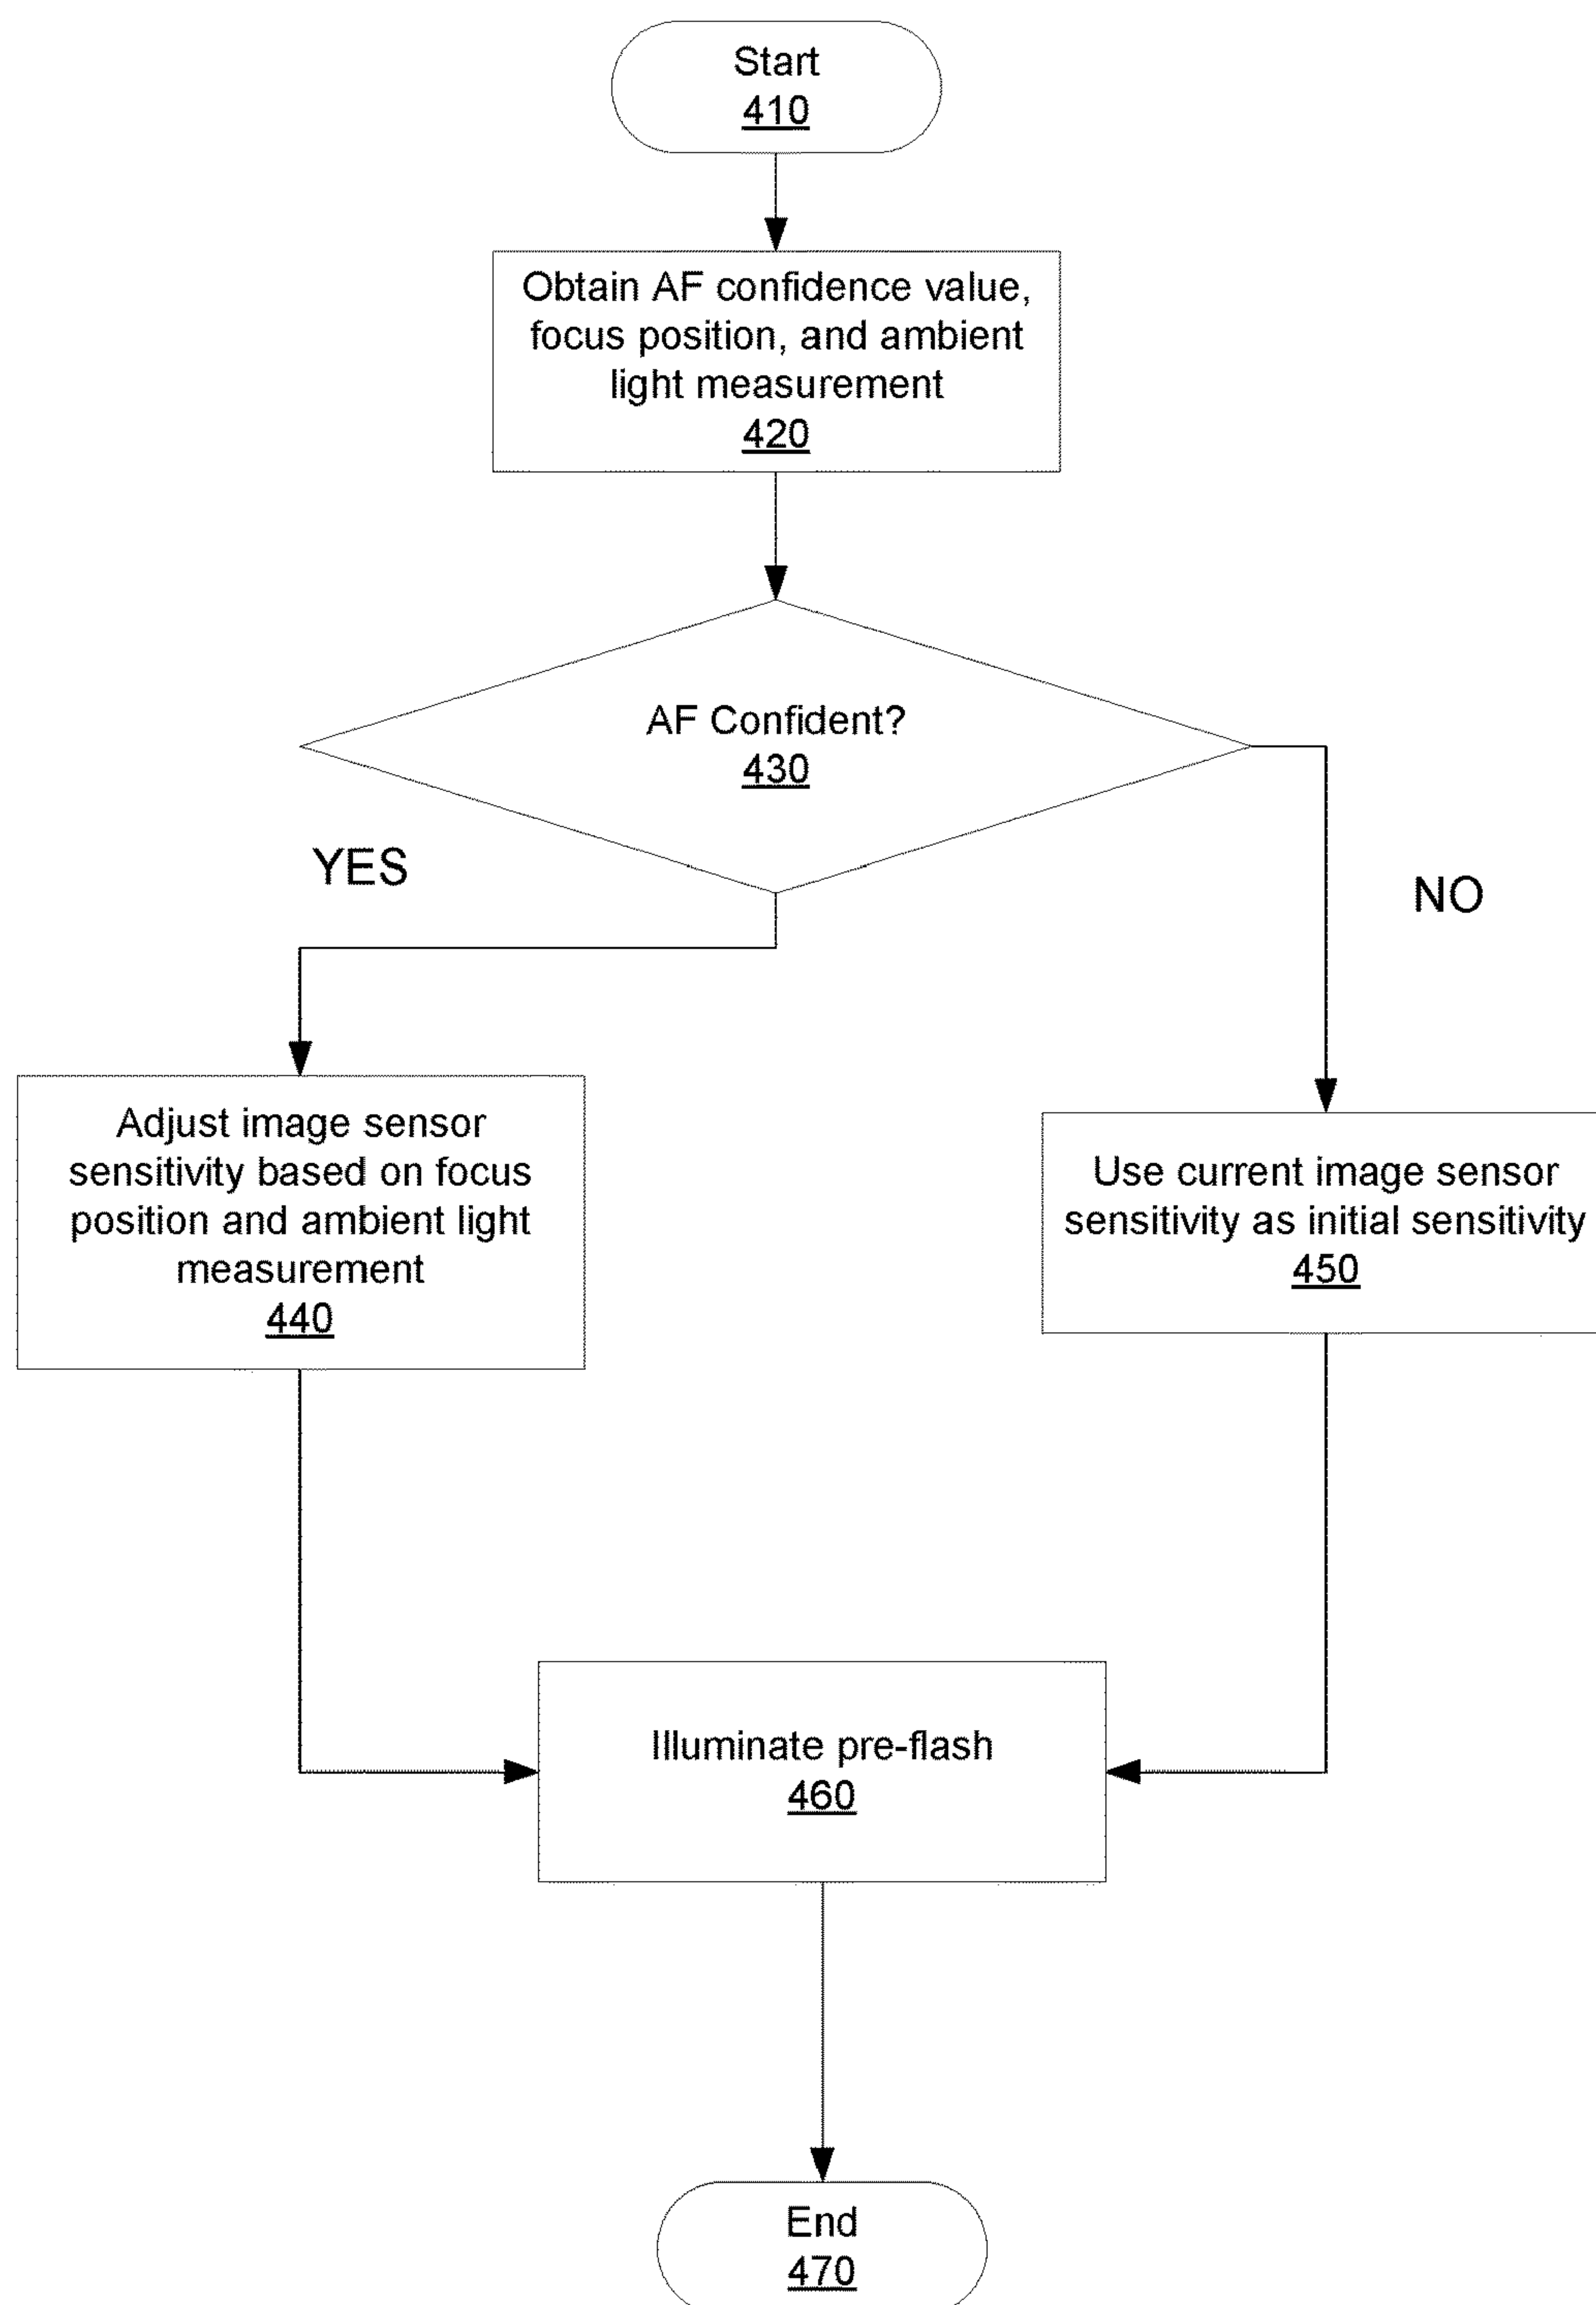 Start
410
Obtain AF confidence value,
focus position, and ambient
light measurement
420
AF Confident?
430
YES
NO
Adjust image sensor
sensitivity based on focus
position and ambient light
measurement
440
Use current image sensor
sensitivity as initial sensitivity
450
Illuminate pre-flash
460
End
470